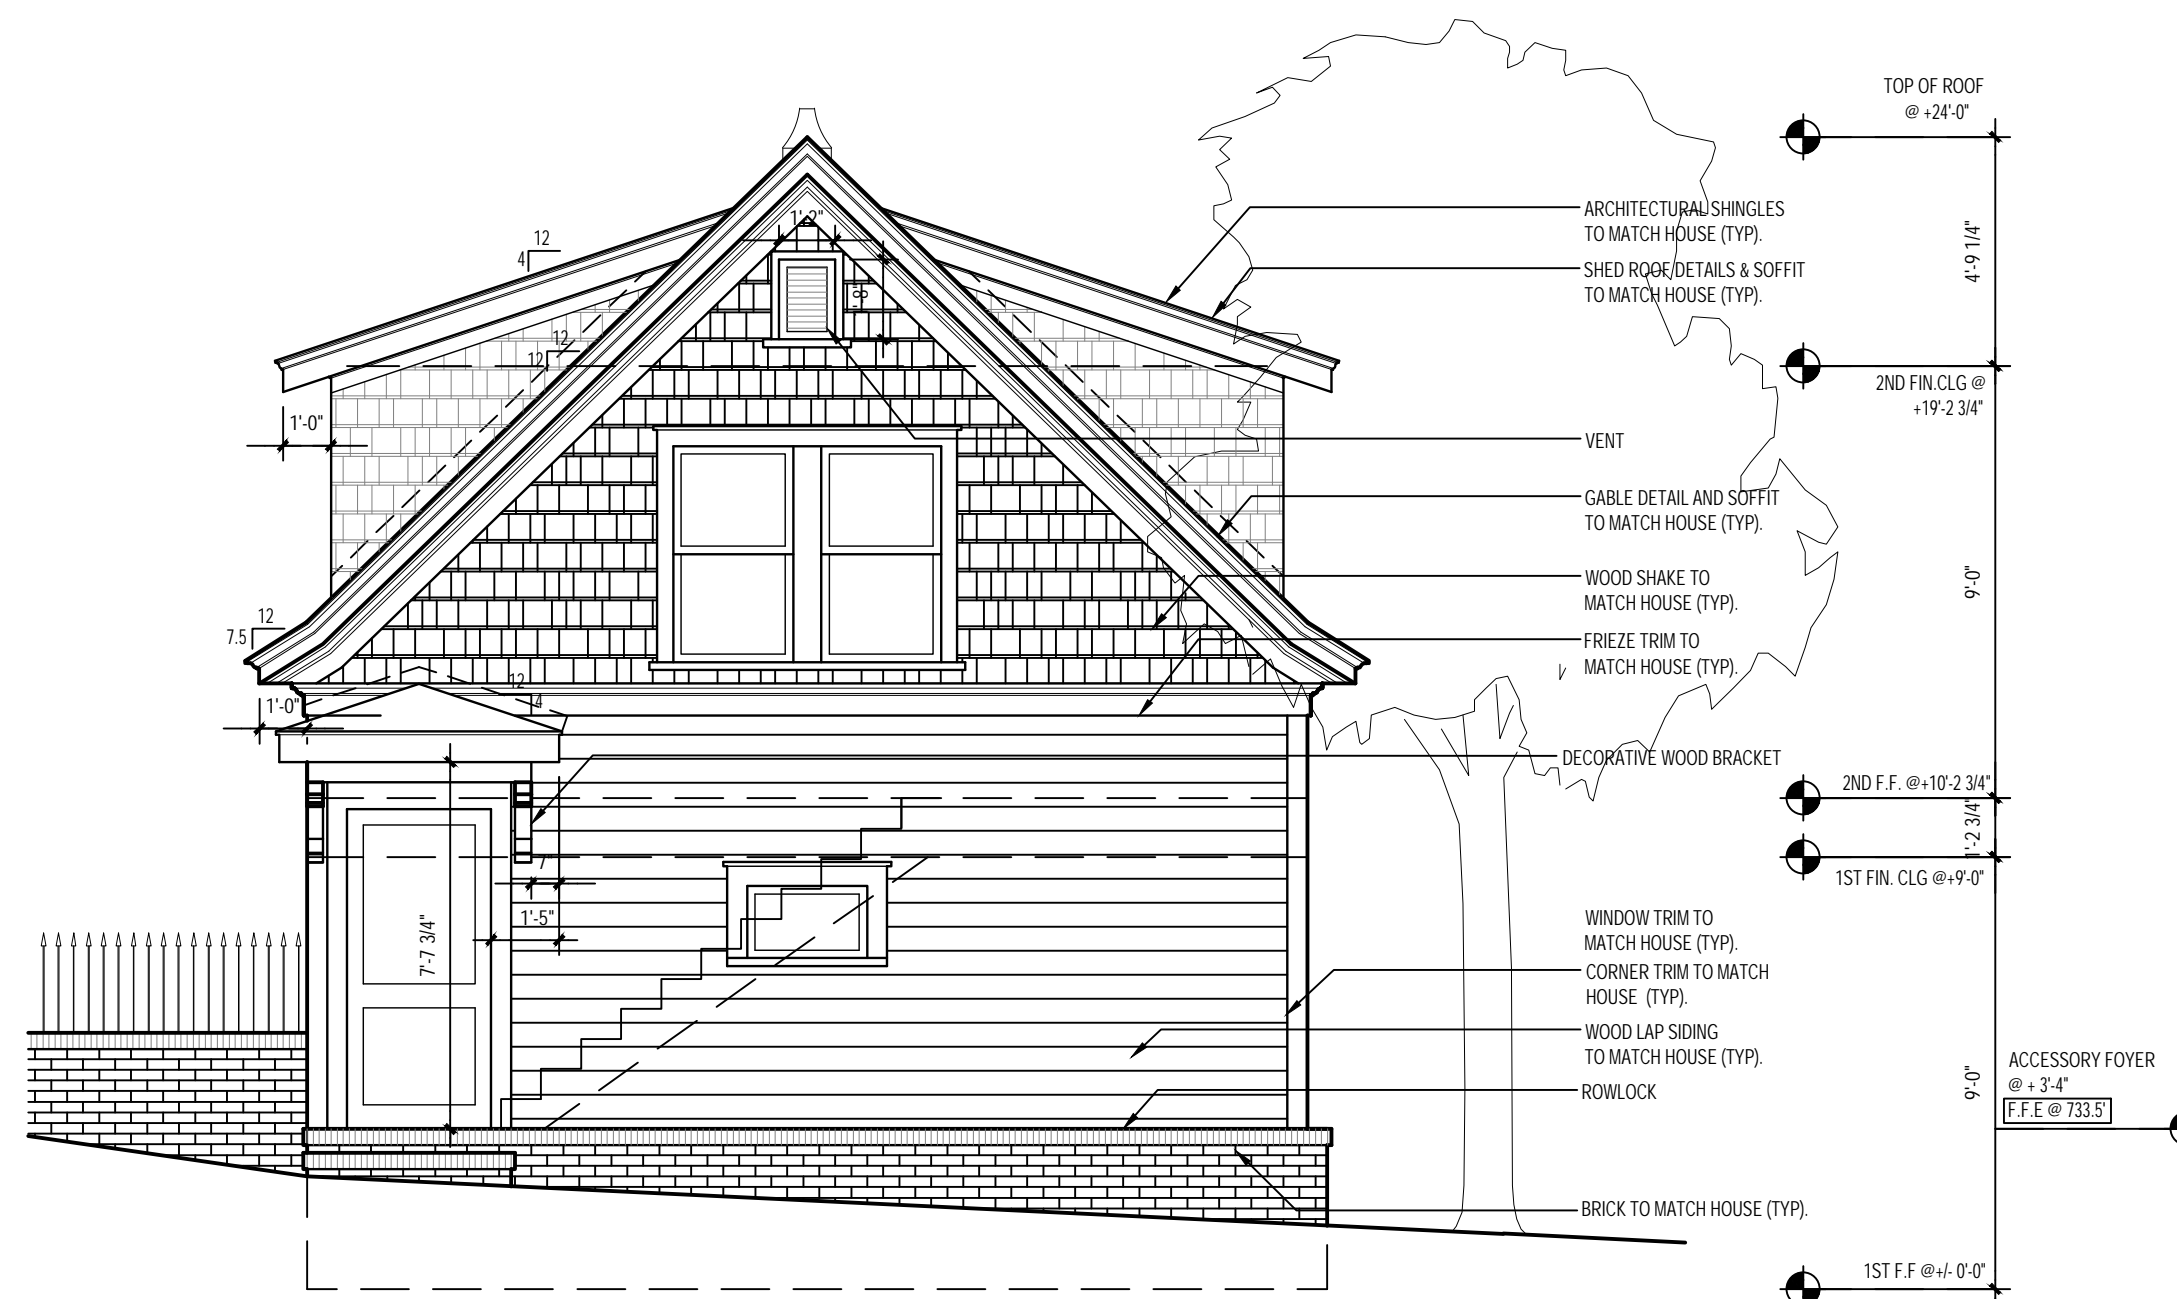 TOP OF ROOF
@ +24'-0"
4'-9 1/4"
2ND FIN.CLG @
+19'-2 3/4"
9'-0"
2ND F.F. @+10'-2 3/4"
1'-2 3/4"
1ST FIN. CLG @+9'-0"
9'-0"
ACCESSORY FOYER
@ + 3'-4"
F.F.E @ 733.5'
1ST F.F @+/- 0'-0"
ARCHITECTURAL SHINGLES
TO MATCH HOUSE (TYP).
SHED ROOF DETAILS & SOFFIT
TO MATCH HOUSE (TYP).
VENT
GABLE DETAIL AND SOFFIT
TO MATCH HOUSE (TYP).
WOOD SHAKE TO
MATCH HOUSE (TYP).
FRIEZE TRIM TO
MATCH HOUSE (TYP).
DECORATIVE WOOD BRACKET
WINDOW TRIM TO
MATCH HOUSE (TYP).
CORNER TRIM TO MATCH
HOUSE (TYP).
WOOD LAP SIDING
TO MATCH HOUSE (TYP).
ROWLOCK
BRICK TO MATCH HOUSE (TYP).
1'-2"
12
4
12
12
1'-0"
12
7.5
12
4
1'-0"
7"
1'-5"
7'-7 3/4"